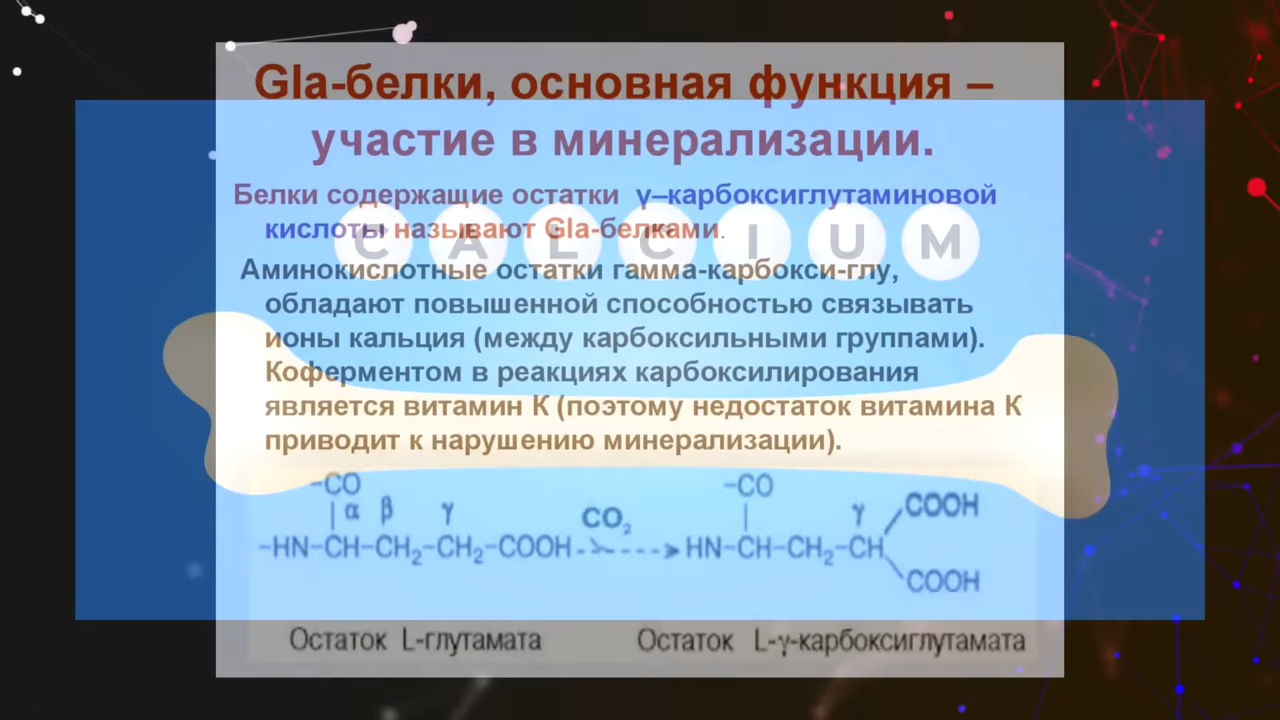 Gla-белки, основная функция –
участие в минерализации.
Белки содержащие остатки γ–карбоксиглутаминовой
кислоты называют Gla-белками.
CALCIUM
Аминокислотные остатки гамма-карбокси-глу,
обладают повышенной способностью связывать
ионы кальция (между карбоксильными группами).
Коферментом в реакциях карбоксилирования
является витамин К (поэтому недостаток витамина К
приводит к нарушению минерализации).
–CO –CO
α β γ γ COOH
CO₂
–HN–CH–CH₂–CH₂–COOH HN–CH–CH₂–CH
COOH
Остаток L-глутамата Остаток L-γ-карбоксиглутамата